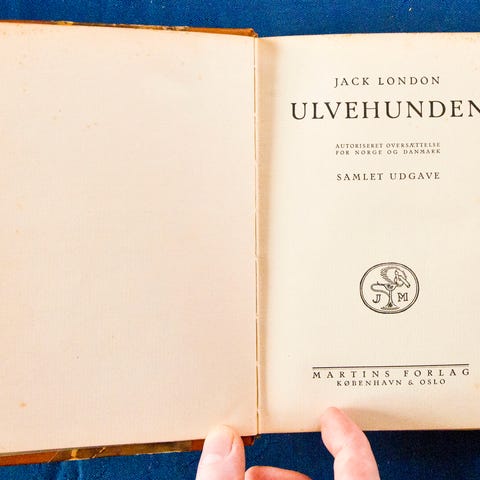 JACK LONDON
ULVEHUNDEN
AUTORISERET OVERSÆTTELSE
FOR NORGE OG DANMARK
SAMLET UDGAVE
J M
MARTINS FORLAG
KØBENHAVN & OSLO